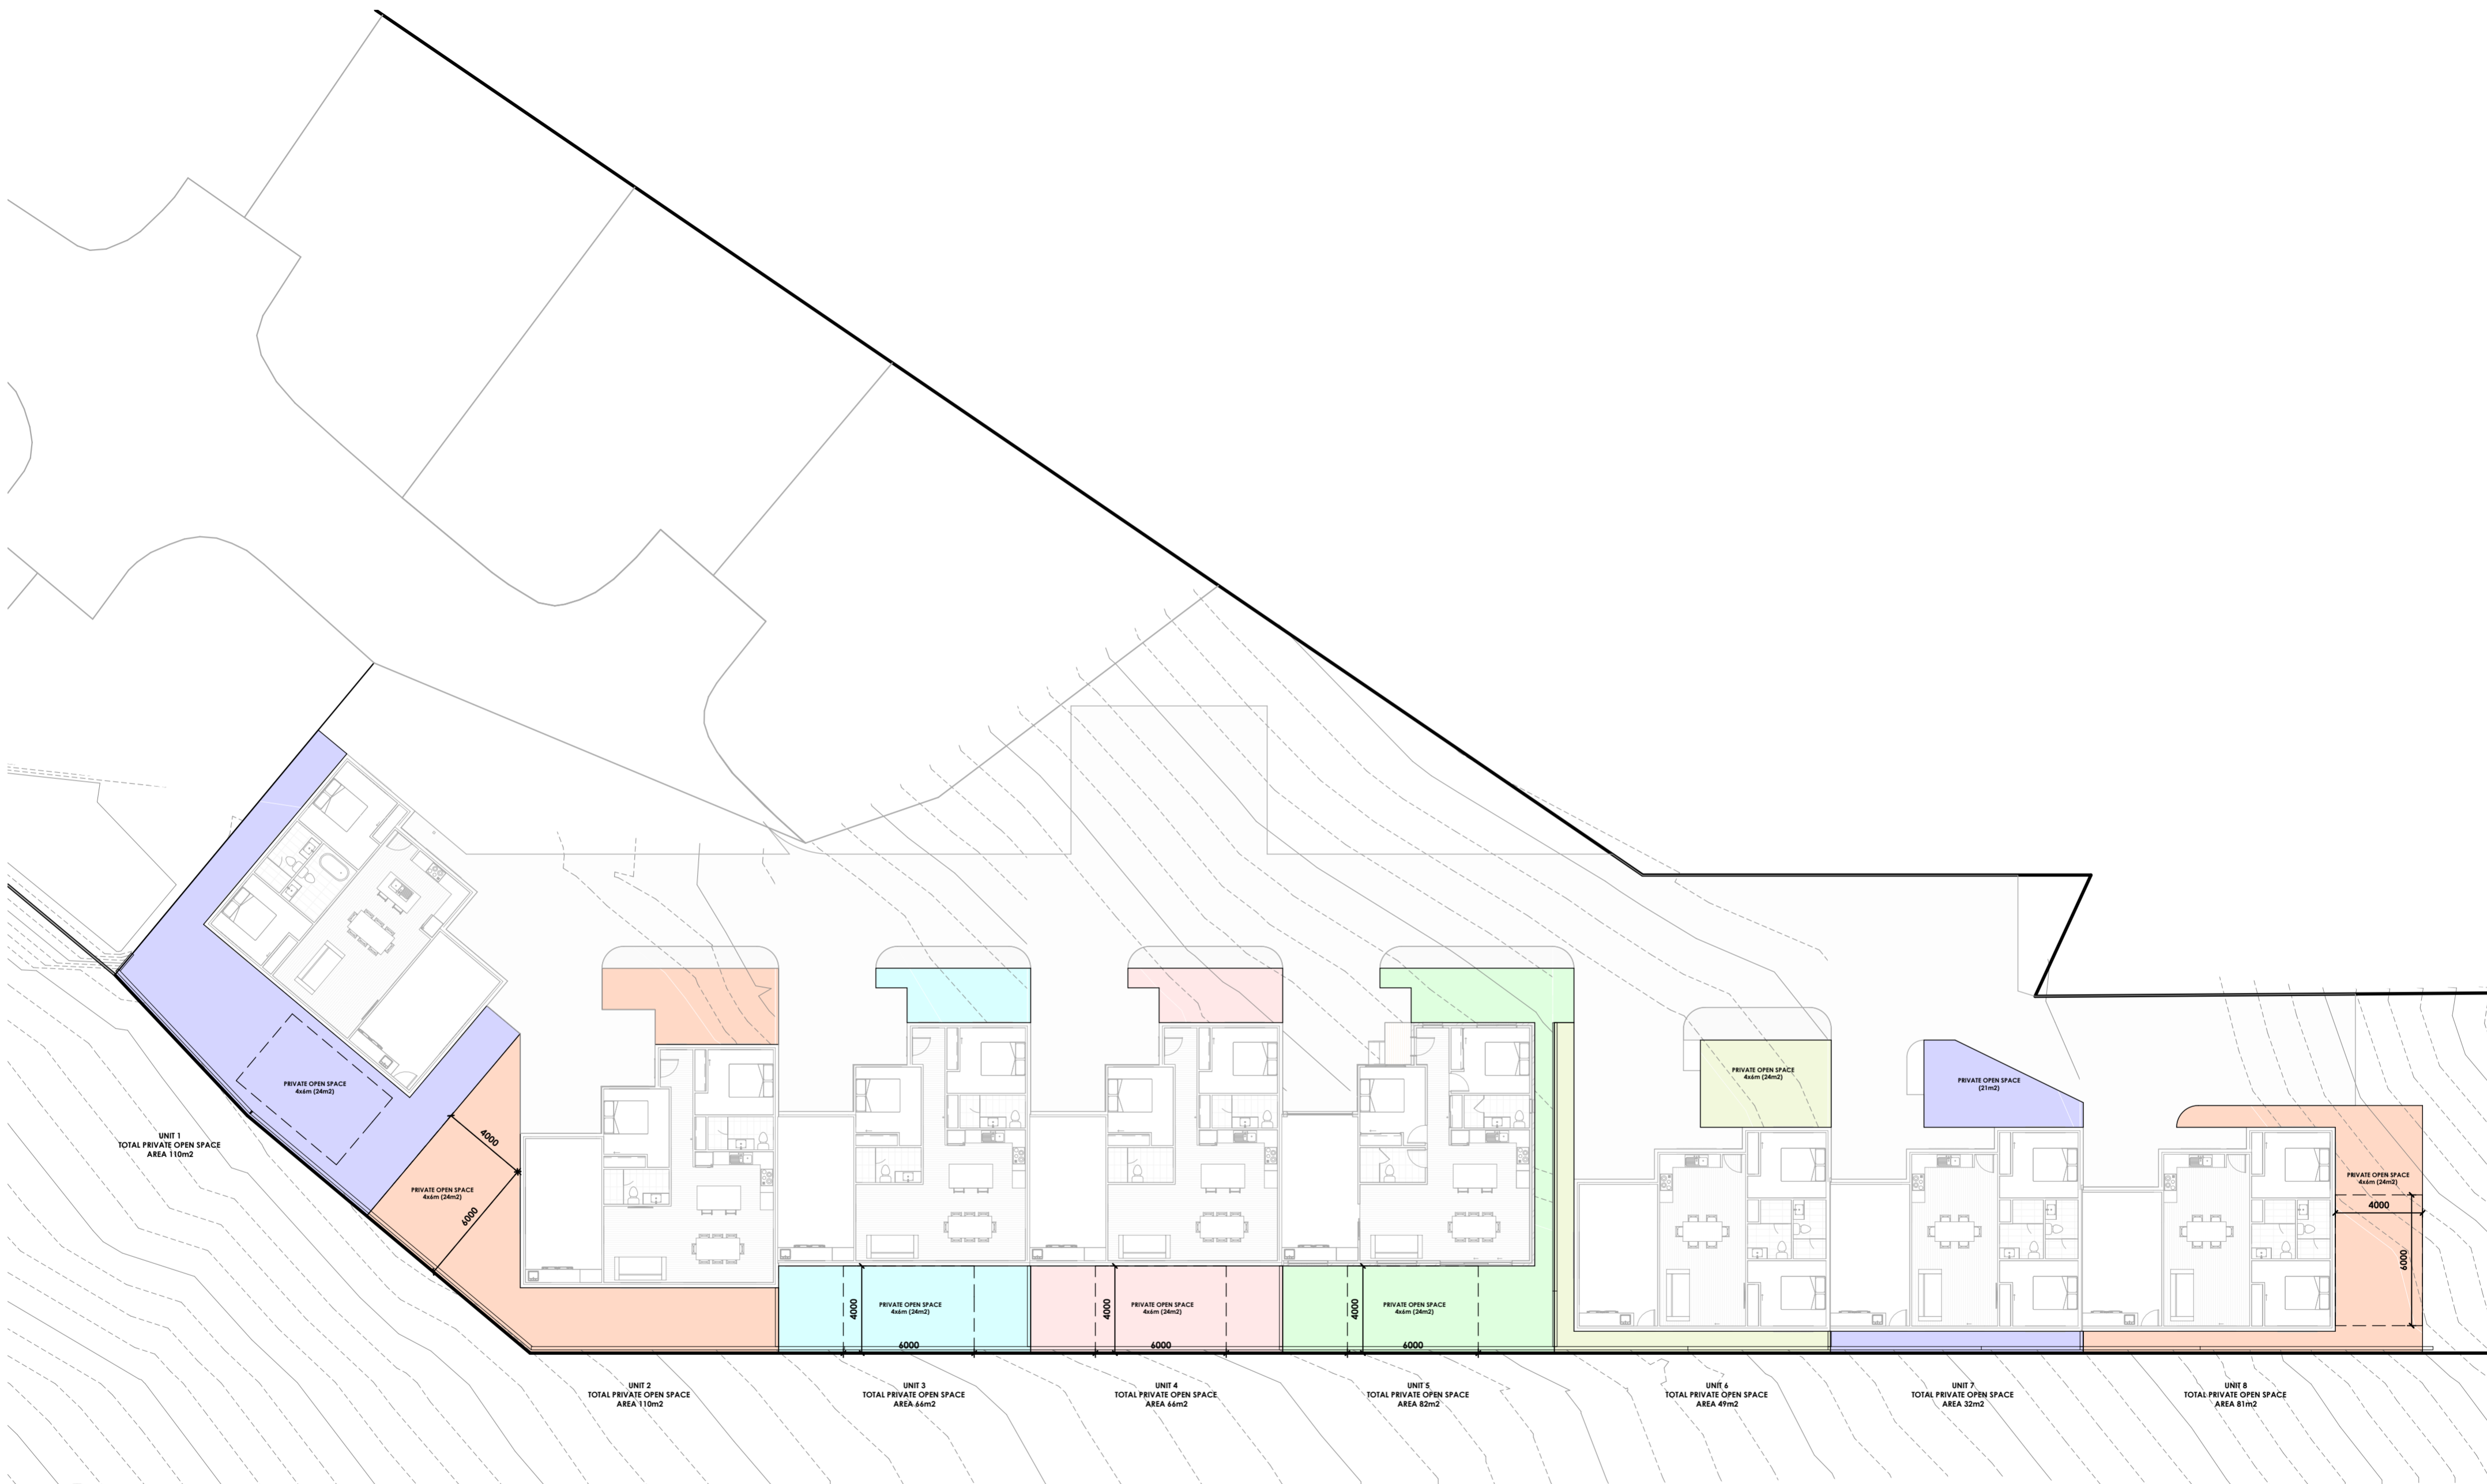 PRIVATE OPEN SPACE
4x6m (24m2)
UNIT 1
TOTAL PRIVATE OPEN SPACE
AREA 110m2
4000
PRIVATE OPEN SPACE
4x6m (24m2)
6000
UNIT 2
TOTAL PRIVATE OPEN SPACE
AREA 110m2
4000
PRIVATE OPEN SPACE
4x6m (24m2)
6000
UNIT 3
TOTAL PRIVATE OPEN SPACE
AREA 66m2
4000
PRIVATE OPEN SPACE
4x6m (24m2)
6000
UNIT 4
TOTAL PRIVATE OPEN SPACE
AREA 66m2
4000
PRIVATE OPEN SPACE
4x6m (24m2)
6000
UNIT 5
TOTAL PRIVATE OPEN SPACE
AREA 82m2
PRIVATE OPEN SPACE
4x6m (24m2)
UNIT 6
TOTAL PRIVATE OPEN SPACE
AREA 49m2
PRIVATE OPEN SPACE
(21m2)
UNIT 7
TOTAL PRIVATE OPEN SPACE
AREA 32m2
PRIVATE OPEN SPACE
4x6m (24m2)
4000
6000
UNIT 8
TOTAL PRIVATE OPEN SPACE
AREA 81m2